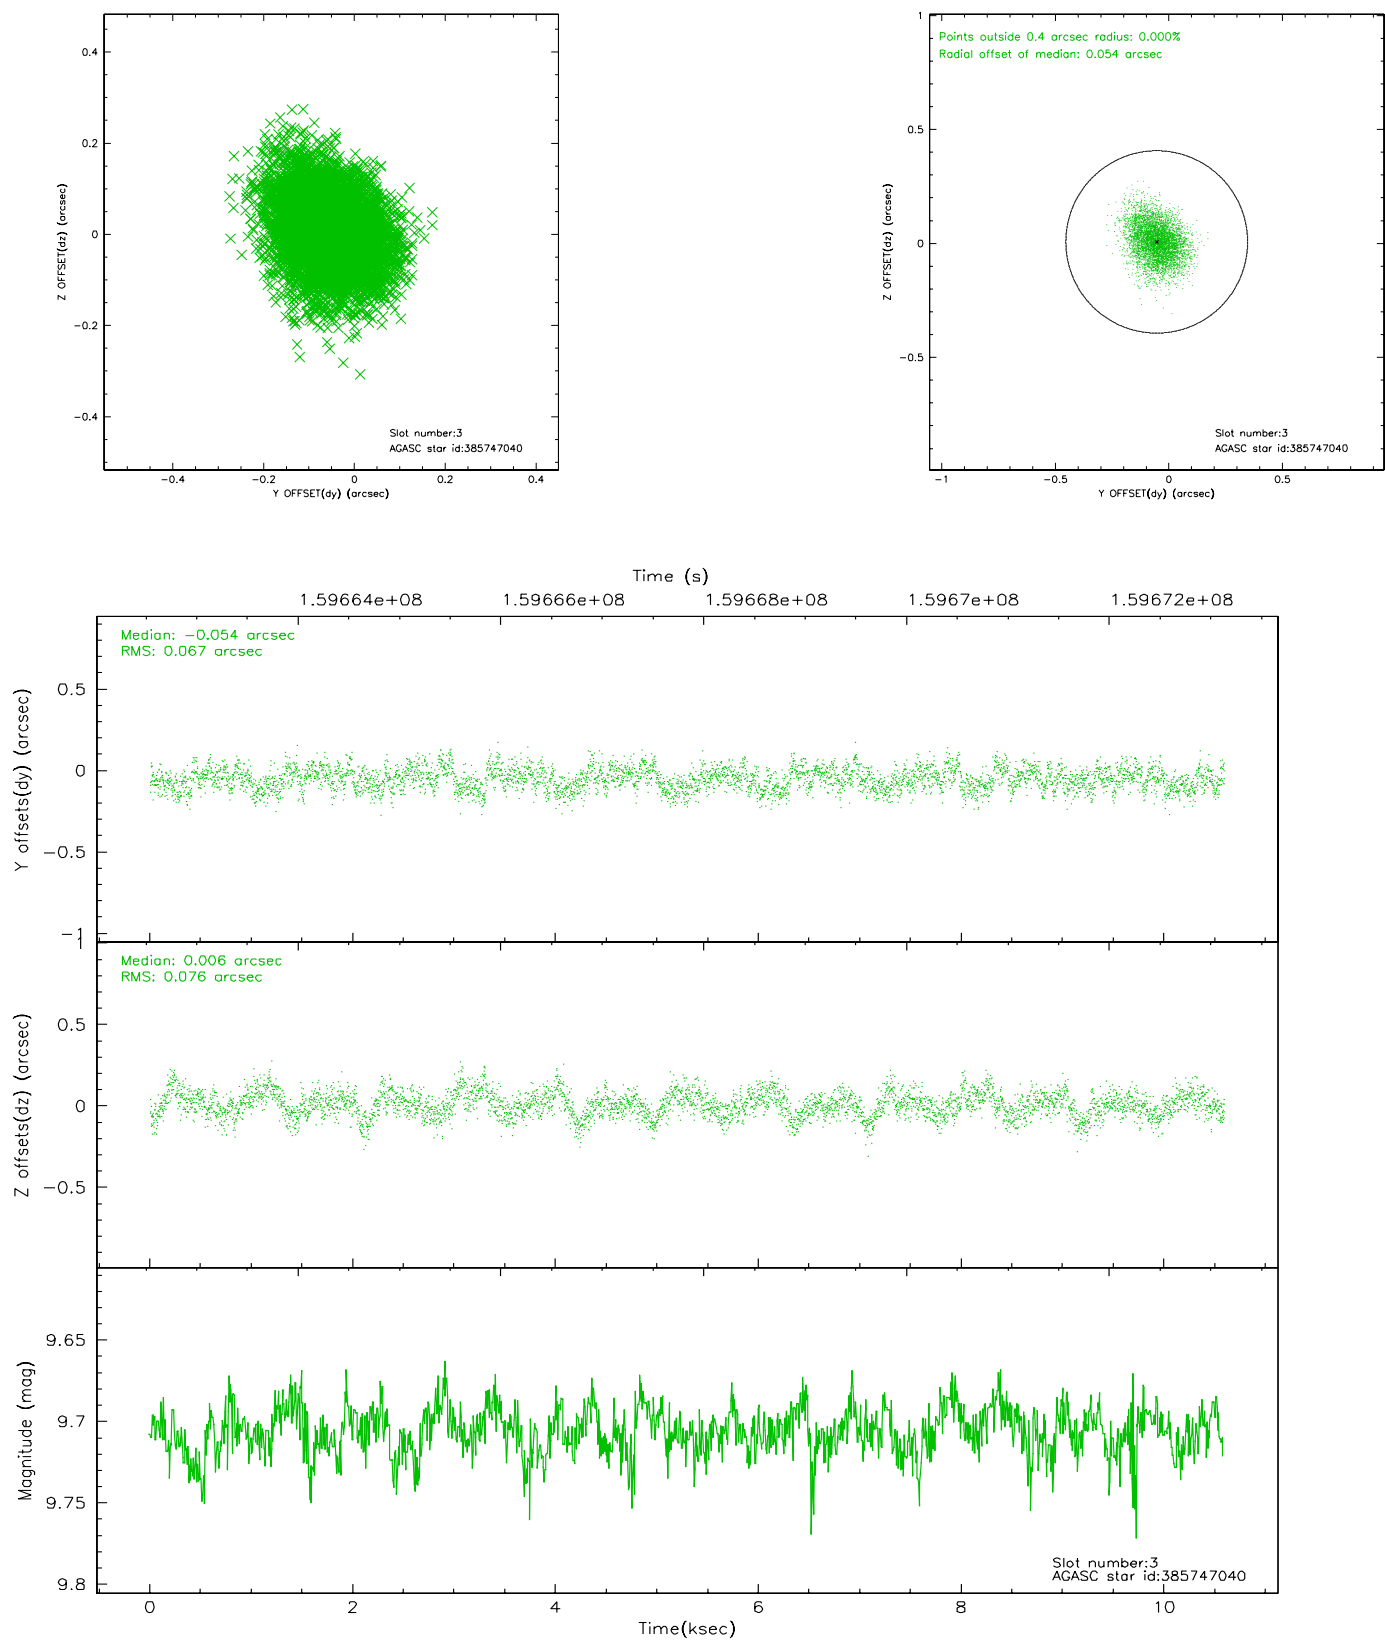 0.4
0.2
0
−0.2
−0.4
Z OFFSET(dz) (arcsec)
Slot number:3
AGASC star id:385747040
−0.4 −0.2 0 0.2 0.4
Y OFFSET(dy) (arcsec)
1
0.5
0
−0.5
Z OFFSET(dz) (arcsec)
Points outside 0.4 arcsec radius: 0.000%
Radial offset of median: 0.054 arcsec
Slot number:3
AGASC star id:385747040
−1 −0.5 0 0.5
Y OFFSET(dy) (arcsec)
Time (s)
1.59664e+08 1.59666e+08 1.59668e+08 1.5967e+08 1.59672e+08
Median: −0.054 arcsec
RMS: 0.067 arcsec
0.5
0
−0.5
−1
Y offsets(dy) (arcsec)
1
Median: 0.006 arcsec
RMS: 0.076 arcsec
0.5
0
−0.5
Z offsets(dz) (arcsec)
9.65
9.7
9.75
9.8
Magnitude (mag)
Slot number:3
AGASC star id:385747040
0 2 4 6 8 10
Time(ksec)